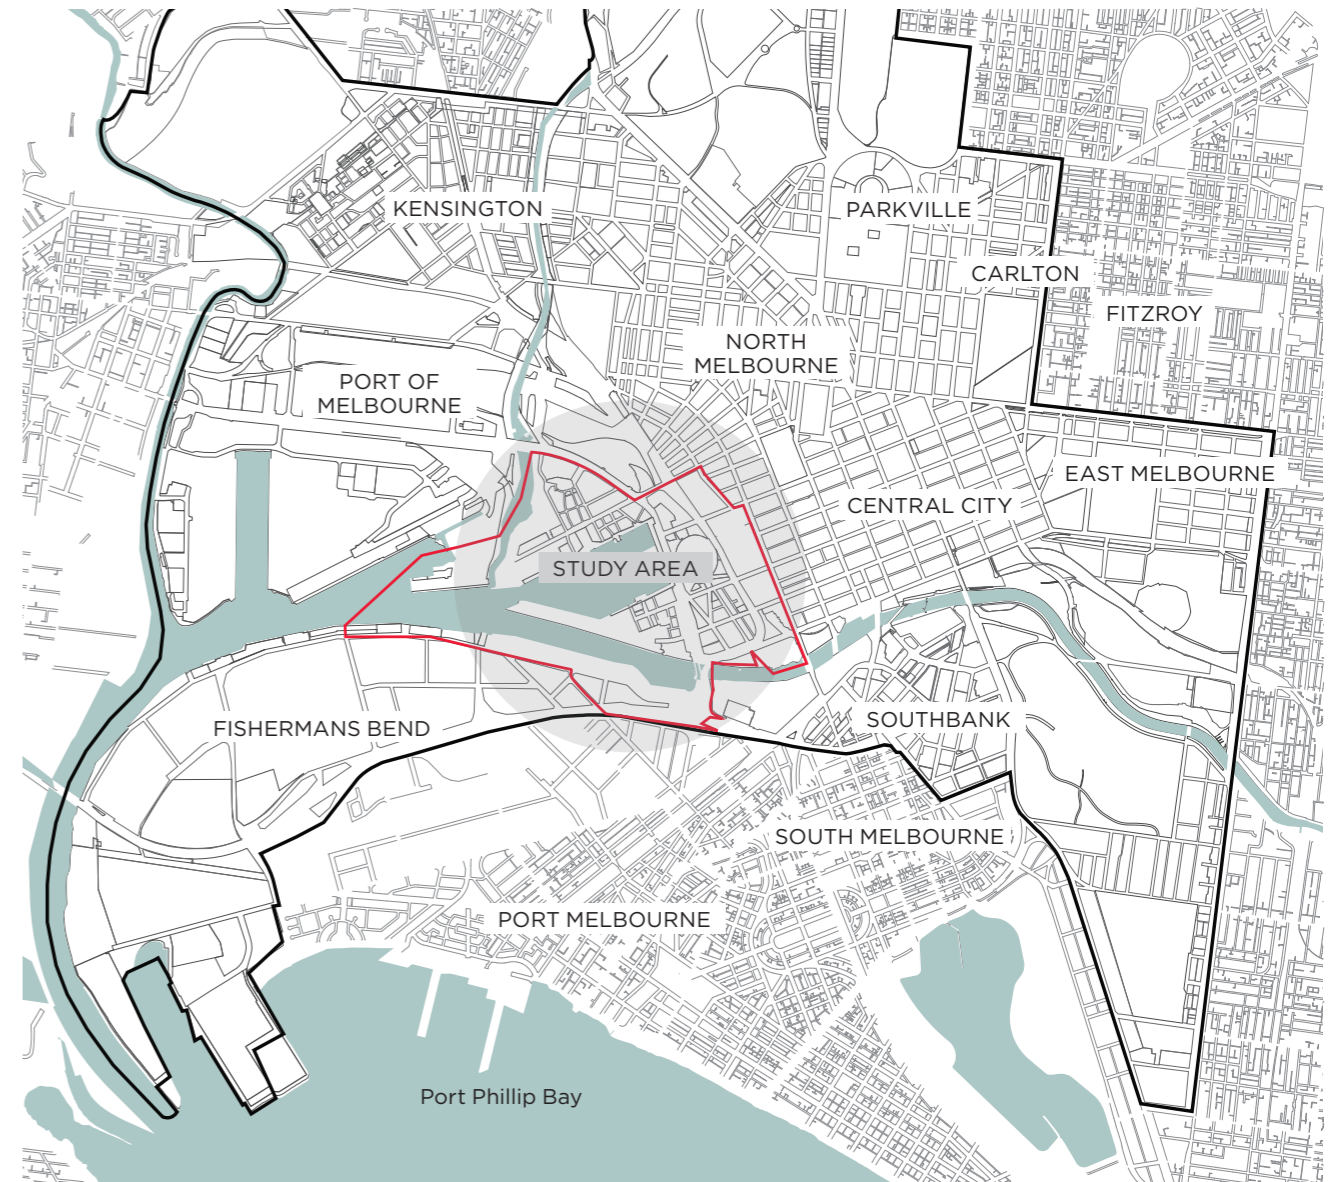 KENSINGTON
PARKVILLE
CARLTON
FITZROY
NORTH
MELBOURNE
PORT OF
MELBOURNE
EAST MELBOURNE
CENTRAL CITY
STUDY AREA
FISHERMANS BEND
SOUTHBANK
SOUTH MELBOURNE
PORT MELBOURNE
Port Phillip Bay